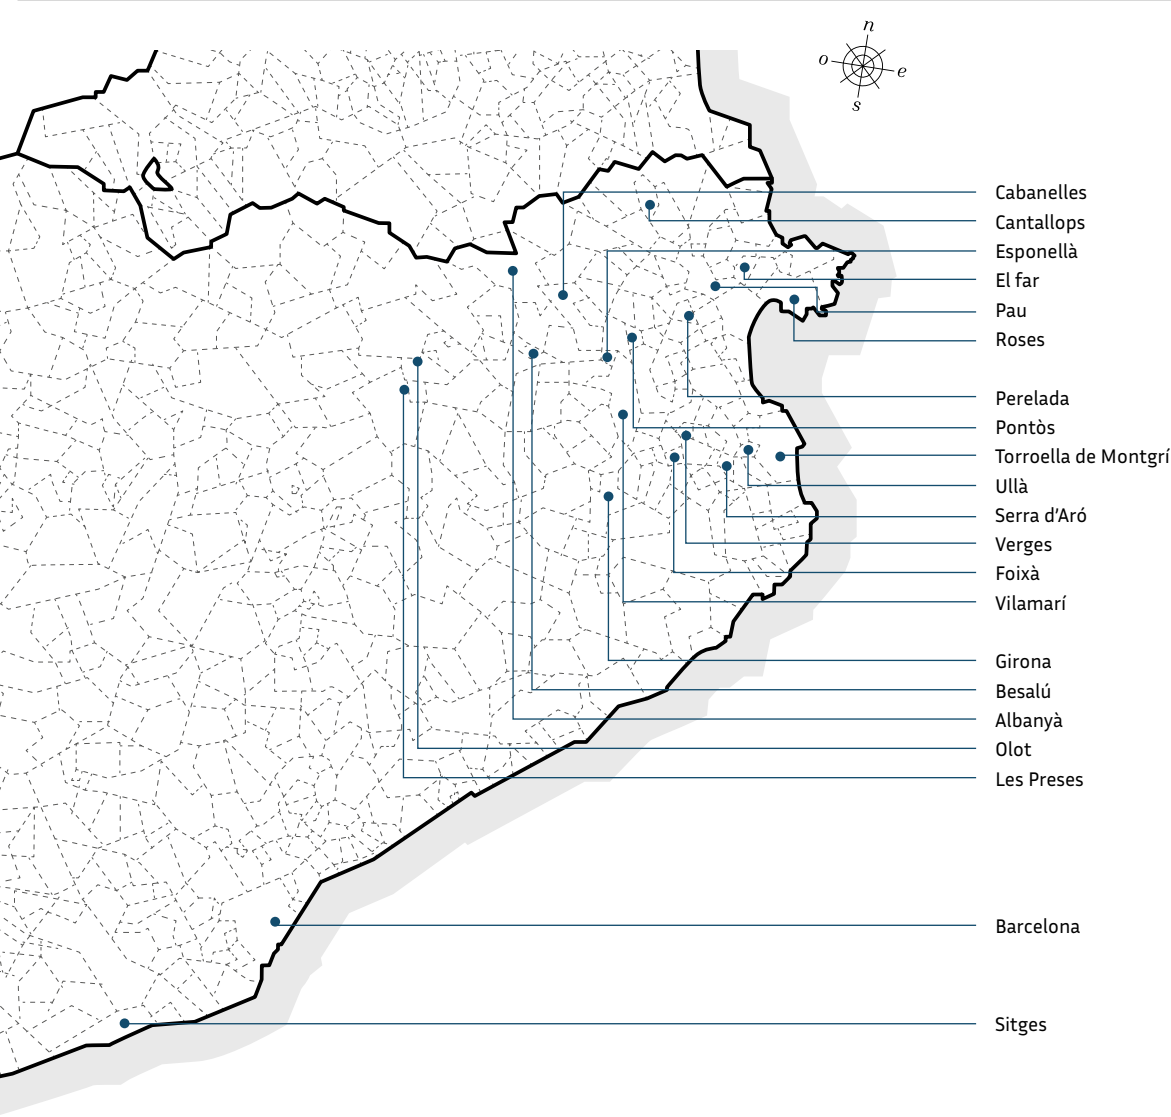 n
o
e
s
Cabanelles
Cantallops
Esponellà
El far
Pau
Roses
Perelada
Pontòs
Torroella de Montgrí
Ullà
Serra d'Aró
Verges
Foixà
Vilamarí
Girona
Besalú
Albanyà
Olot
Les Preses
Barcelona
Sitges